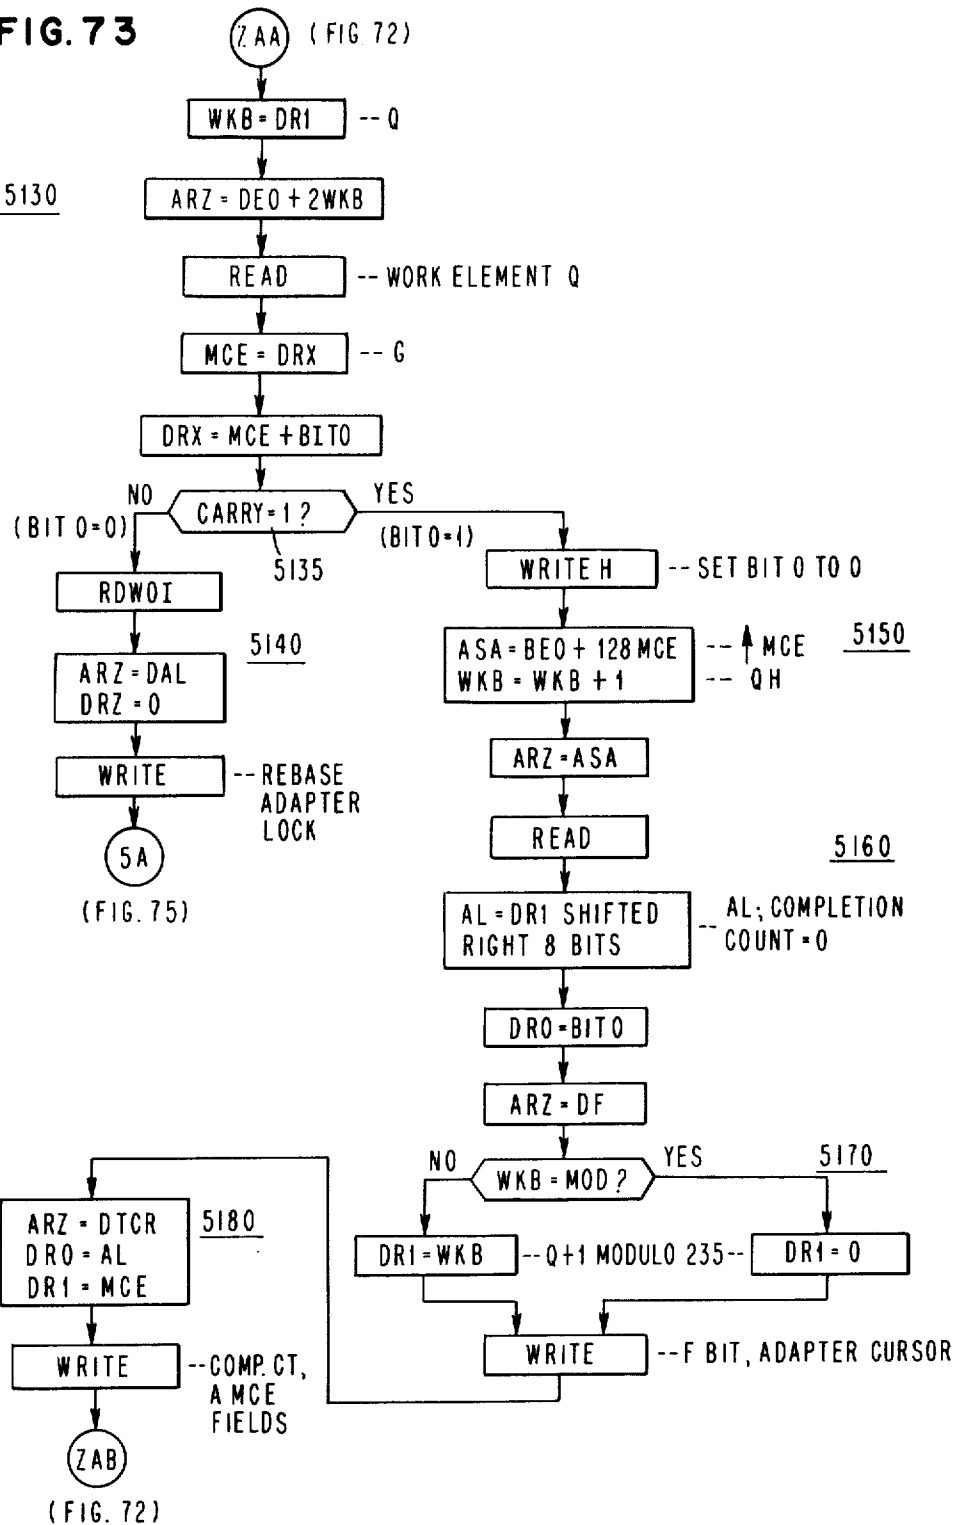 FIG. 73
ZAA (FIG 72)
WKB = DR1 -- Q
5130
ARZ = DEO + 2WKB
READ -- WORK ELEMENT Q
MCE = DRX -- G
DRX = MCE + BITO
NO CARRY = 1 ? YES
(BIT 0=0) (BIT 0=1)
5135
RDWOI
WRITE H -- SET BIT 0 TO 0
5140
ARZ = DAL
DRZ = 0
5150
ASA = BEO + 128 MCE -- ↑ MCE
WKB = WKB + 1 -- QH
WRITE -- REBASE
ADAPTER
LOCK
ARZ = ASA
5A
(FIG. 75)
READ
5160
AL = DR1 SHIFTED
RIGHT 8 BITS
-- AL; COMPLETION
COUNT = 0
DRO = BITO
ARZ = DF
NO WKB = MOD ? YES 5170
DR1 = WKB -- Q+1 MODULO 235 -- DR1 = 0
WRITE -- F BIT, ADAPTER CURSOR
ARZ = DTCR
DRO = AL
DR1 = MCE
5180
WRITE -- COMP. CT,
A MCE
FIELDS
ZAB
(FIG. 72)